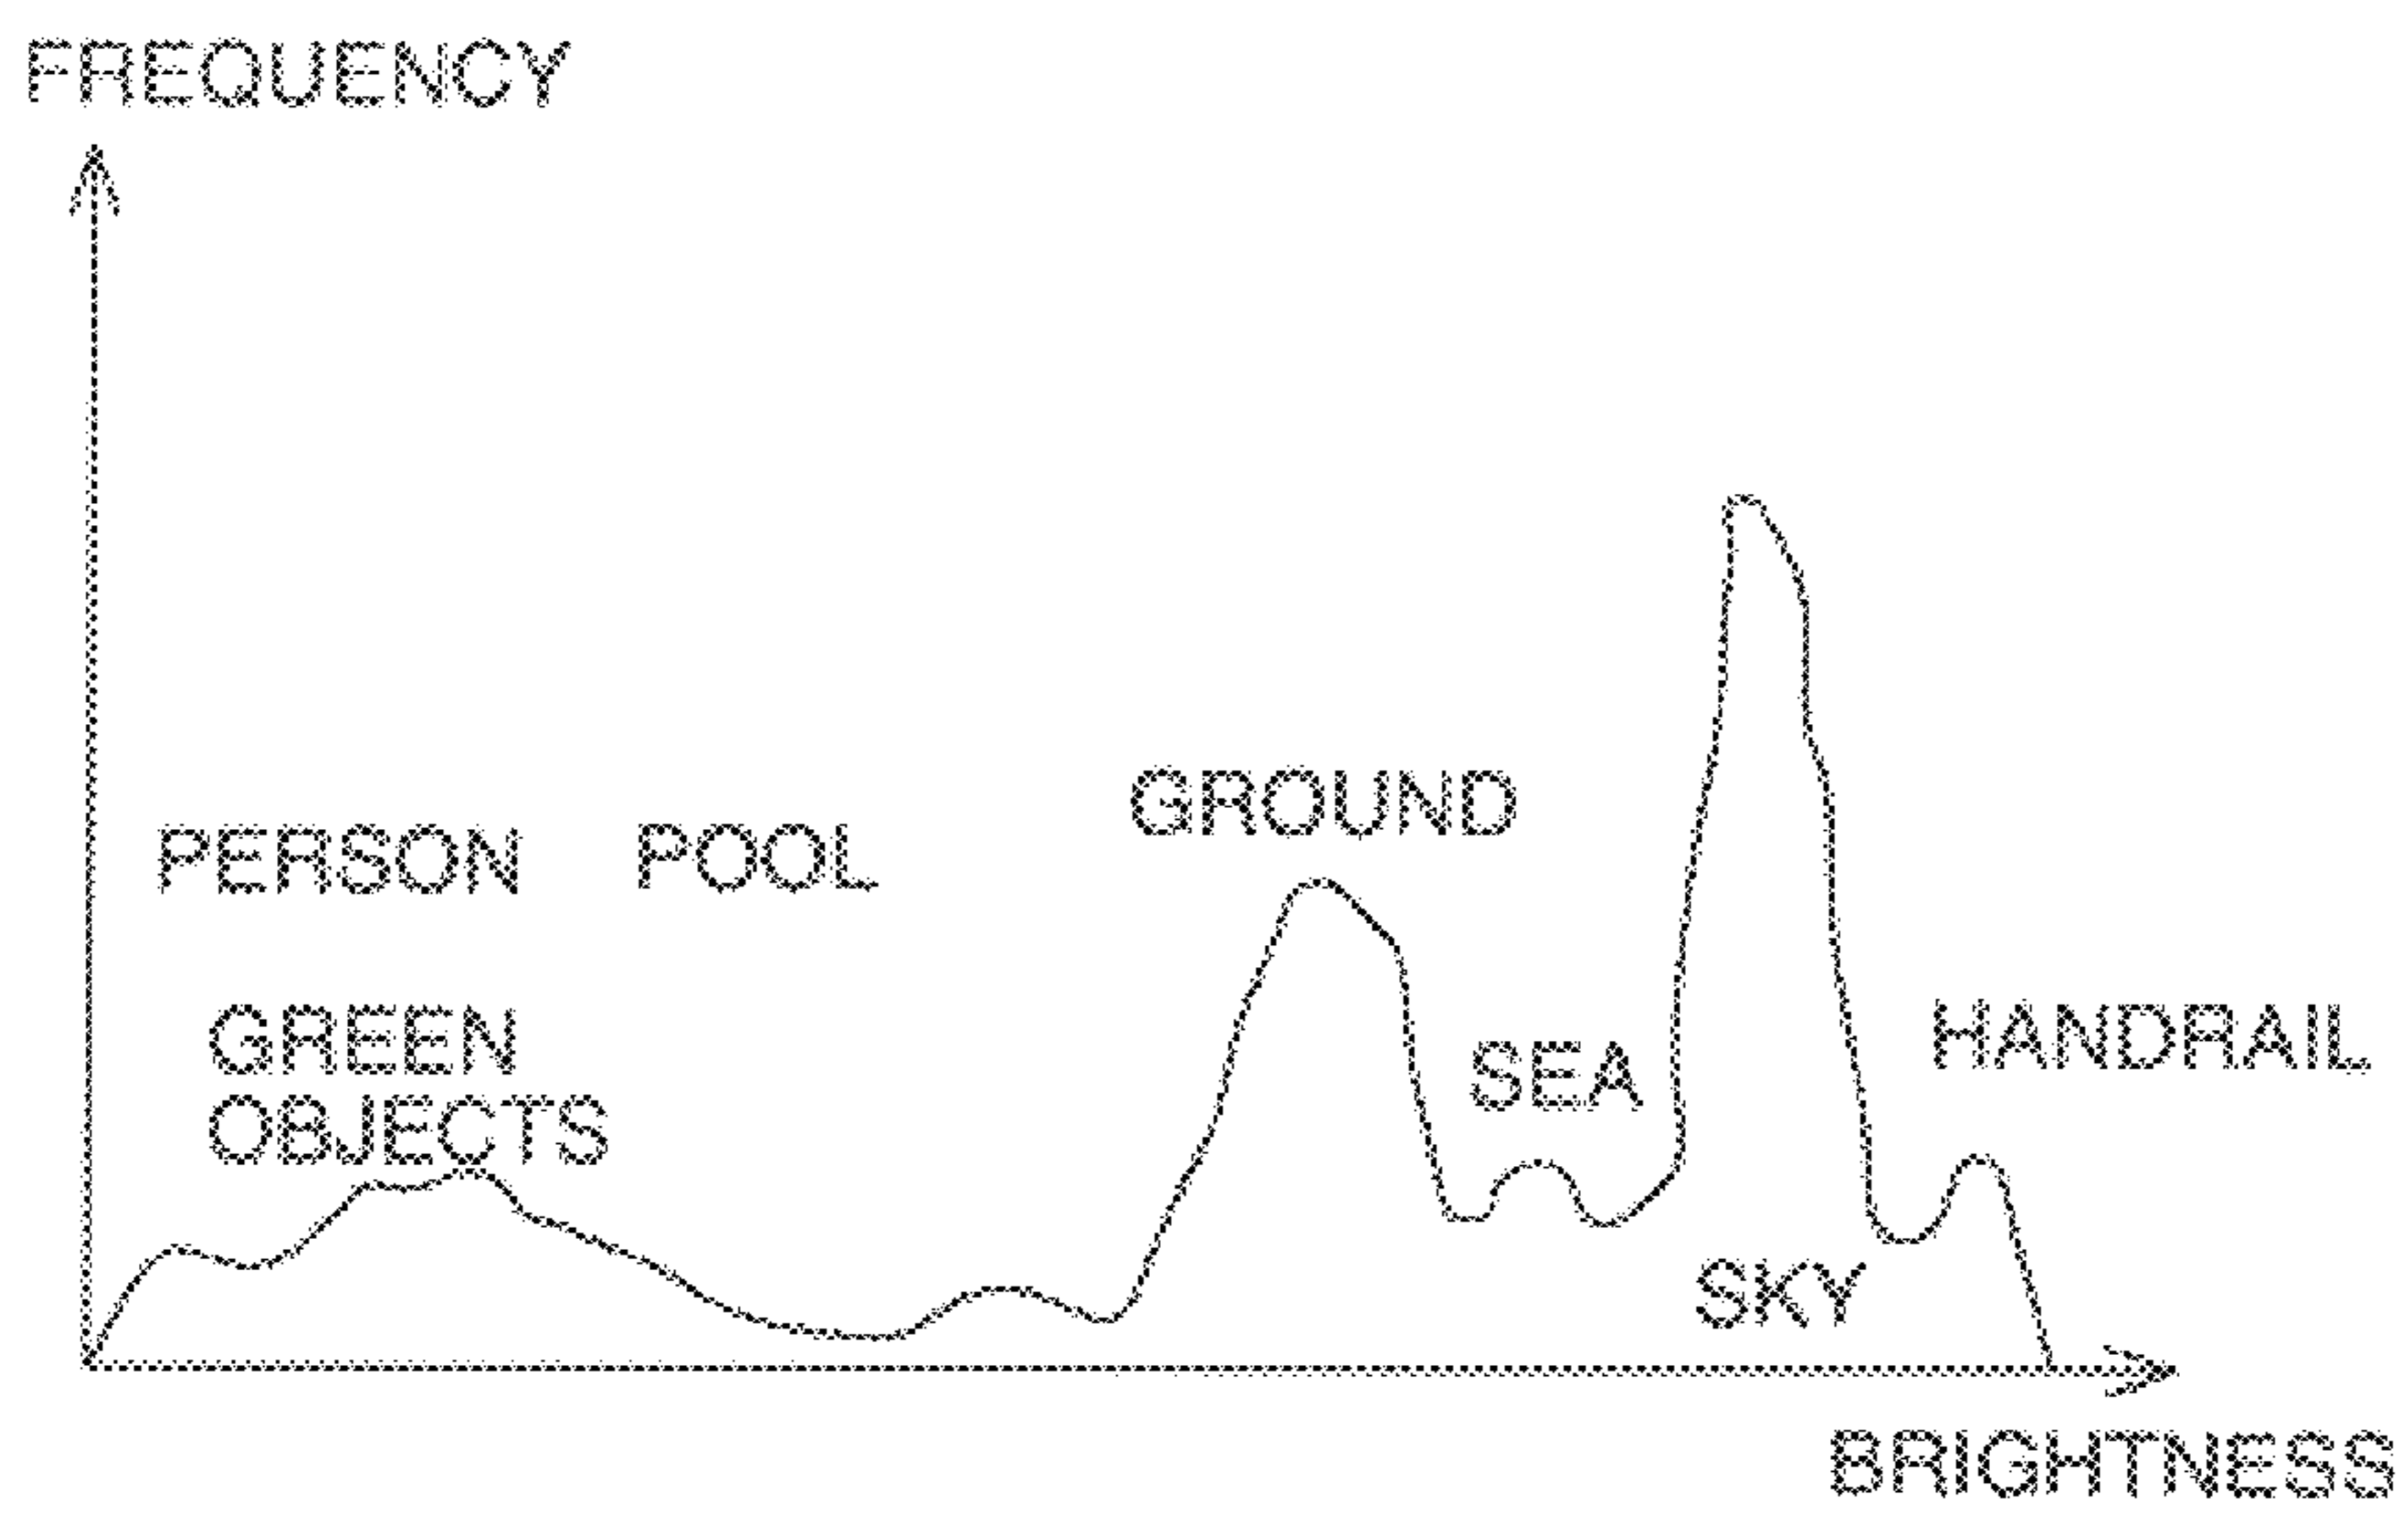 FREQUENCY
GROUND
PERSON POOL
GREEN
OBJECTS
SEA
HANDRAIL
SKY
BRIGHTNESS